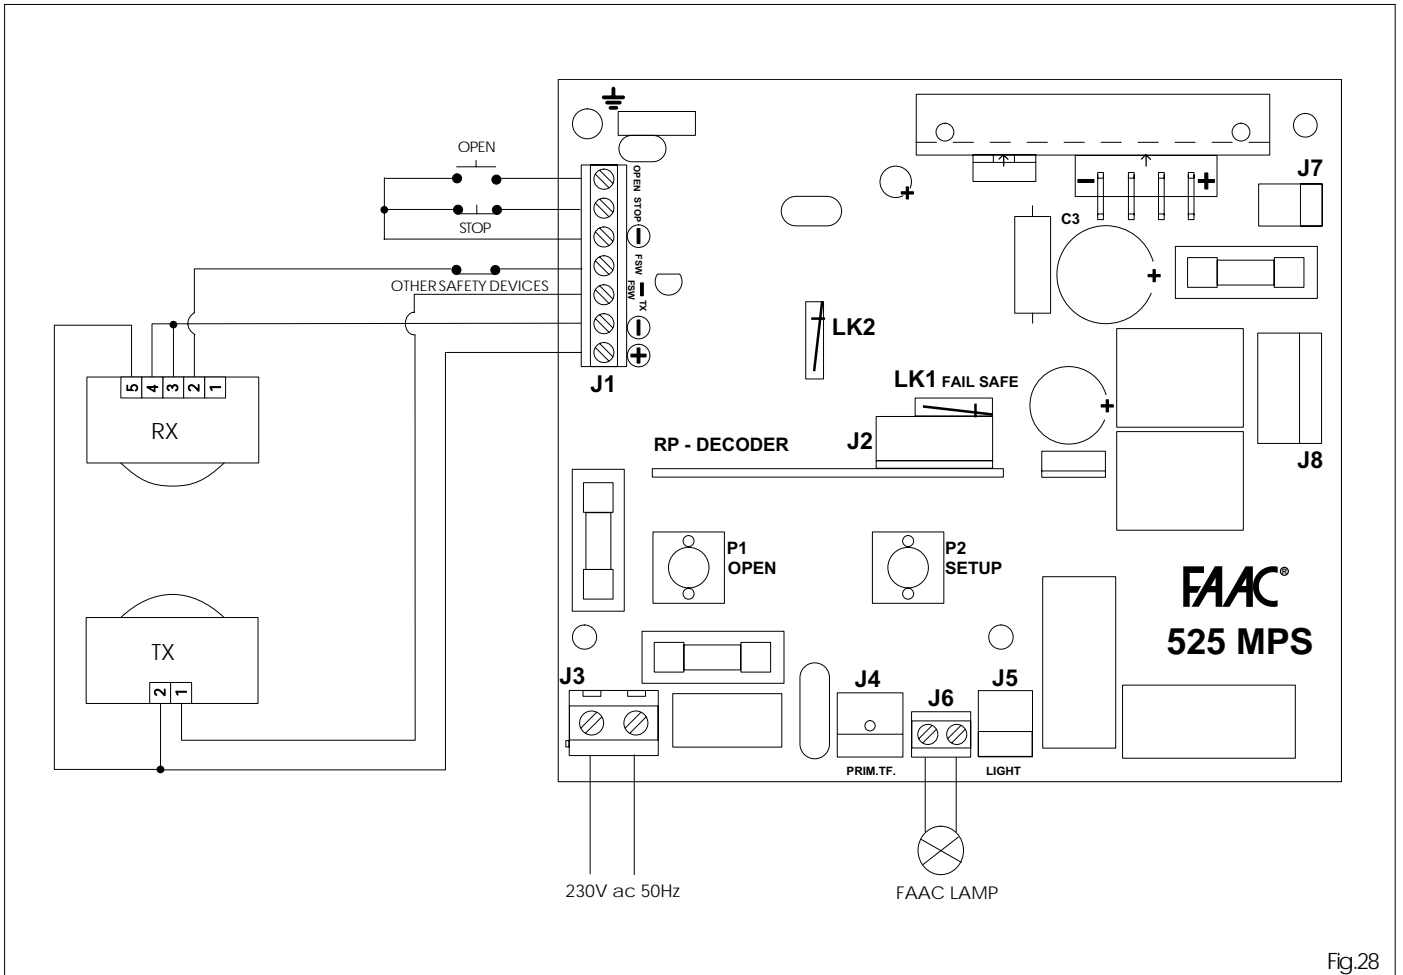 OPEN
STOP
OTHER SAFETY DEVICES
OPEN STOP
−
FSW
− TX
FSW
−
+
J1
5 4 3 2 1
RX
TX
2 1
+
− +
J7
C3
+
LK2
LK1 FAIL SAFE
J2
+
RP - DECODER
J8
P1
OPEN
P2
SETUP
FAAC®
525 MPS
J3
J4
J6
J5
PRIM.TF.
LIGHT
230V ac 50Hz
FAAC LAMP
Fig.28